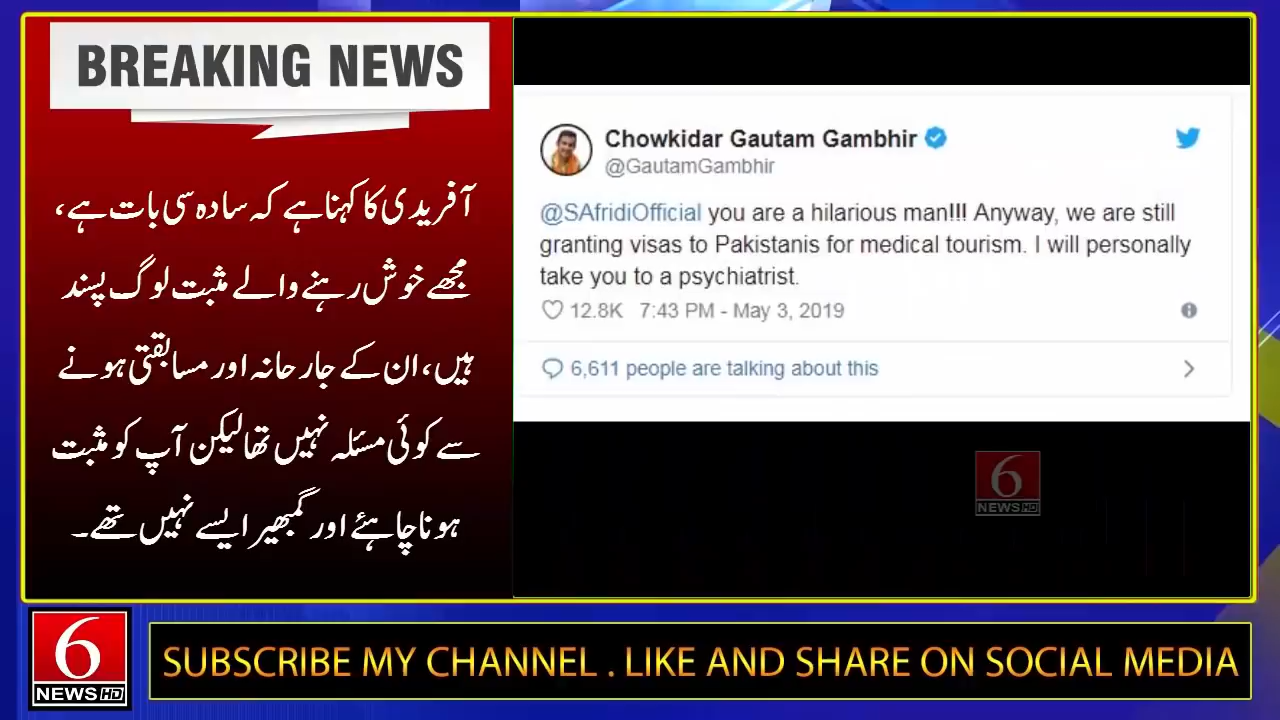 BREAKING NEWS
آفریدی کا کہنا ہے کہ سادہ سی بات ہے،
مجھے خوش رہنے والے مثبت لوگ پسند
ہیں، ان کے جارحانہ اور مسابقتی ہونے
سے کوئی مسئلہ نہیں تھا لیکن آپ کو مثبت
ہونا چاہئے اور گمبھیر ایسے نہیں تھے۔
Chowkidar Gautam Gambhir
@GautamGambhir
@SAfridiOfficial you are a hilarious man!!! Anyway, we are still
granting visas to Pakistanis for medical tourism. I will personally
take you to a psychiatrist.
12.8K 7:43 PM - May 3, 2019
6,611 people are talking about this
6
NEWS HD
6
NEWS HD
SUBSCRIBE MY CHANNEL . LIKE AND SHARE ON SOCIAL MEDIA